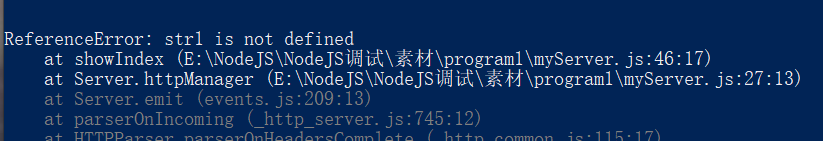 ReferenceError: str1 is not defined
at showIndex (E:\NodeJS\NodeJS调试\素材\program1\myServer.js:46:17)
at Server.httpManager (E:\NodeJS\NodeJS调试\素材\program1\myServer.js:27:13)
at Server.emit (events.js:209:13)
at parserOnIncoming (_http_server.js:745:12)
at HTTPParser.parserOnHeadersComplete (_http_common.js:115:17)